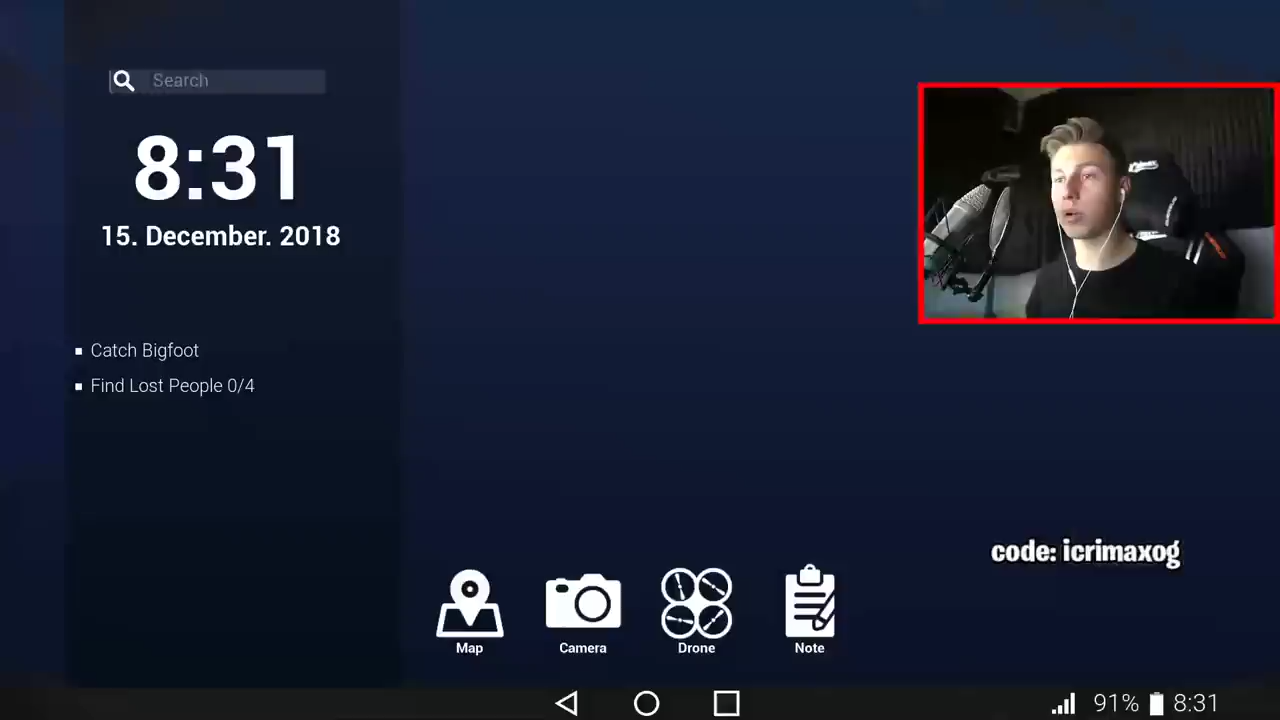 Search
8:31
15. December. 2018
Catch Bigfoot
Find Lost People 0/4
code: icrimaxog
Map
Camera
Drone
Note
91%
8:31